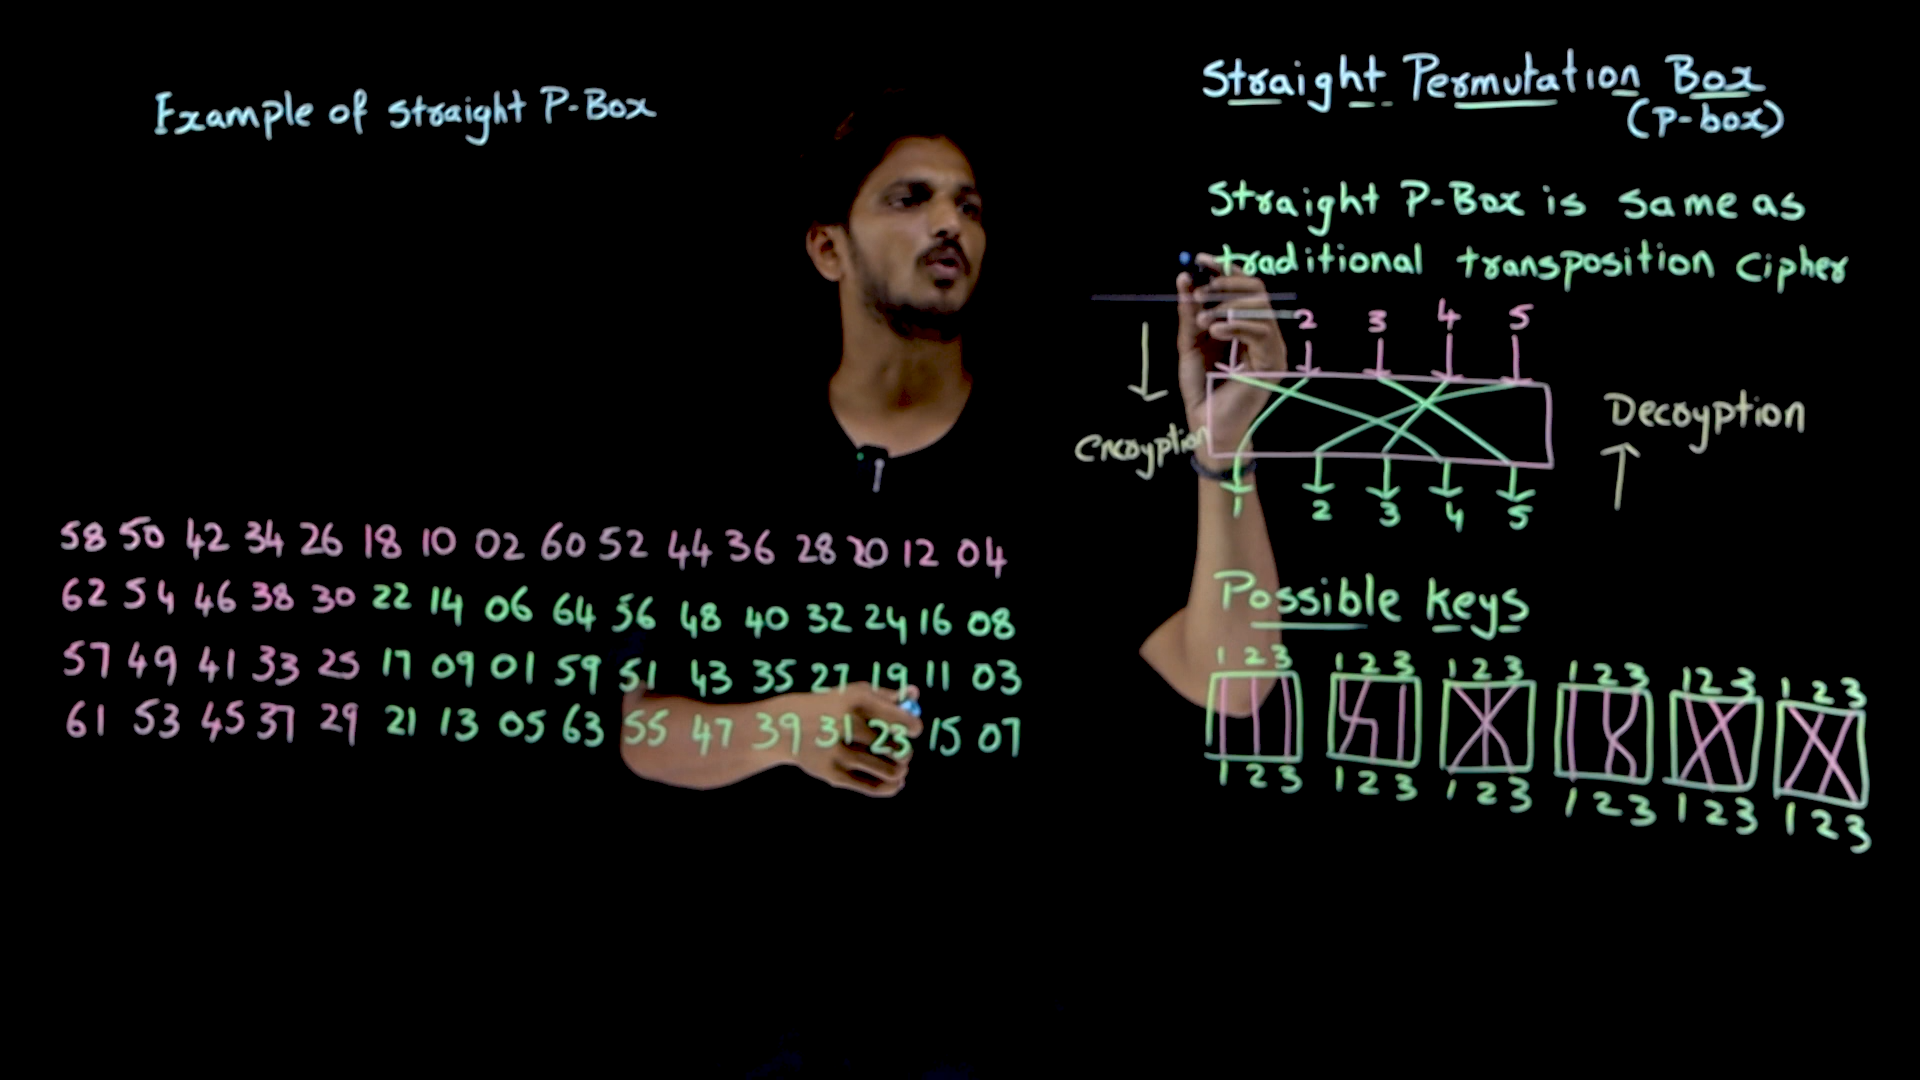 Example of straight P-Box
58 50 42 34 26 18 10 02 60 52 44 36 28 20 12 04
62 54 46 38 30 22 14 06 64 56 48 40 32 24 16 08
57 49 41 33 25 17 09 01 59 51 43 35 27 19 11 03
61 53 45 37 29 21 13 05 63 55 47 39 31 23 15 07
Straight Permutation Box
(P-box)
Straight P-Box is same as
traditional transposition cipher
1 2 3 4 5
Encryption
Decryption
1 2 3 4 5
Possible keys
1 2 3 1 2 3 1 2 3 1 2 3 1 2 3 1 2 3
1 2 3 1 2 3 1 2 3 1 2 3 1 2 3 1 2 3